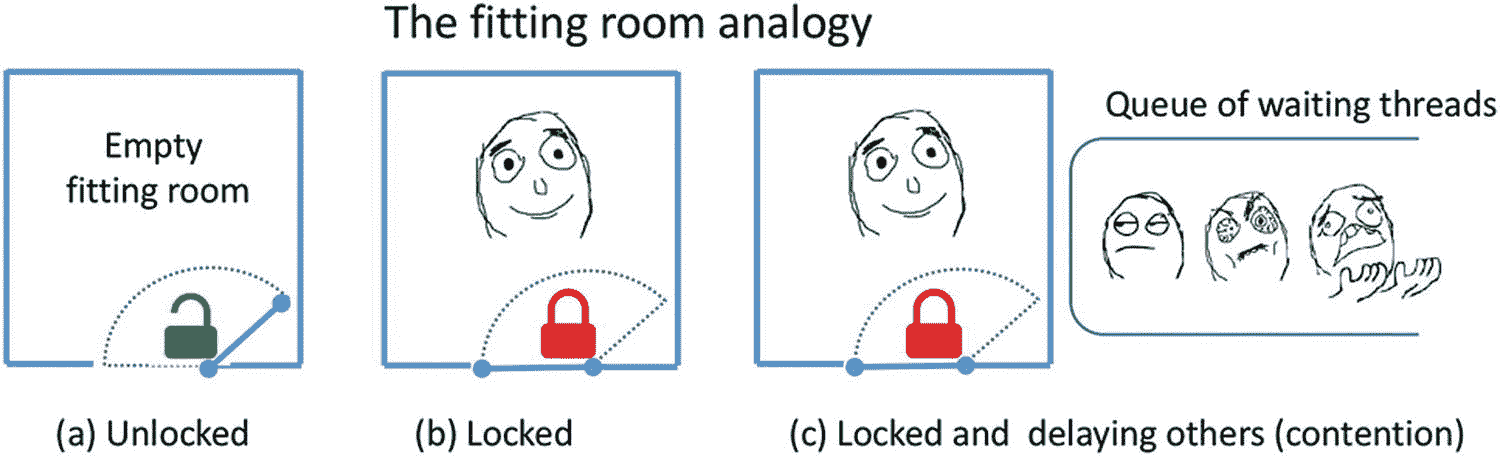 The fitting room analogy
Empty
fitting room
Queue of waiting threads
(a) Unlocked
(b) Locked
(c) Locked and delaying others (contention)